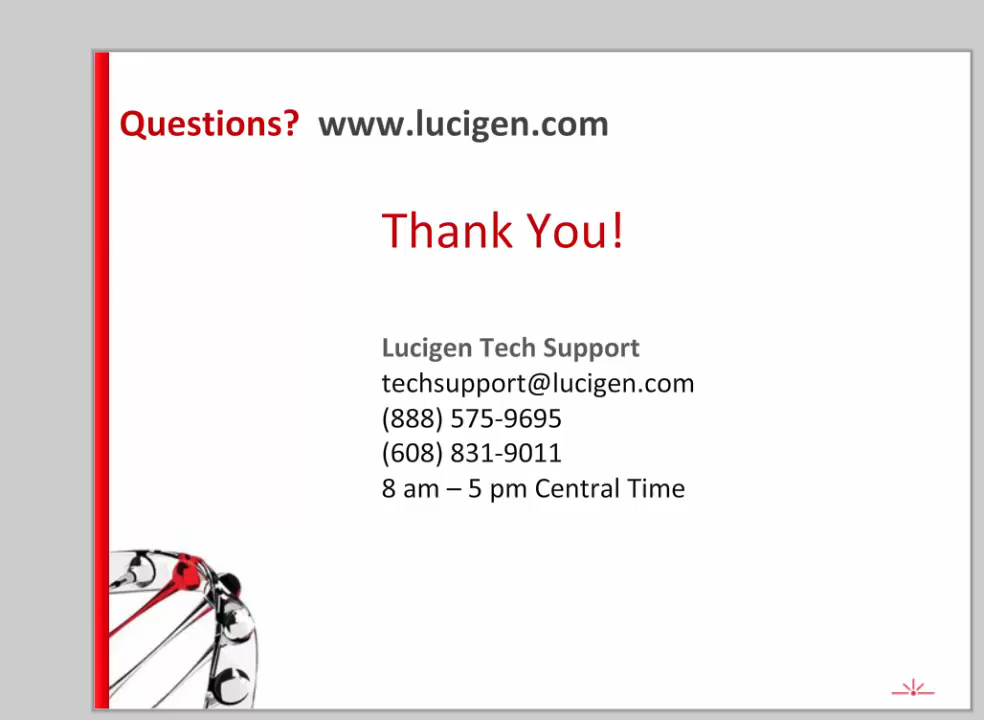 Questions? www.lucigen.com
Thank You!
Lucigen Tech Support
techsupport@lucigen.com
(888) 575-9695
(608) 831-9011
8 am – 5 pm Central Time